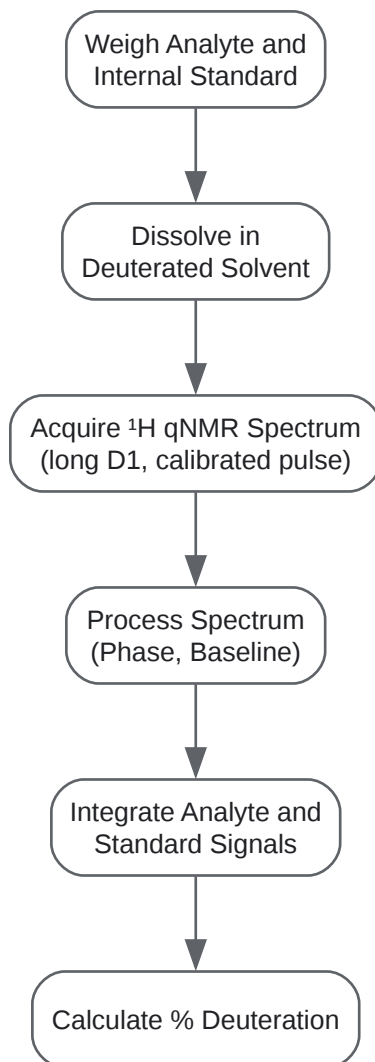 Weigh Analyte and
Internal Standard
Dissolve in
Deuterated Solvent
Acquire ¹H qNMR Spectrum
(long D1, calibrated pulse)
Process Spectrum
(Phase, Baseline)
Integrate Analyte and
Standard Signals
Calculate % Deuteration